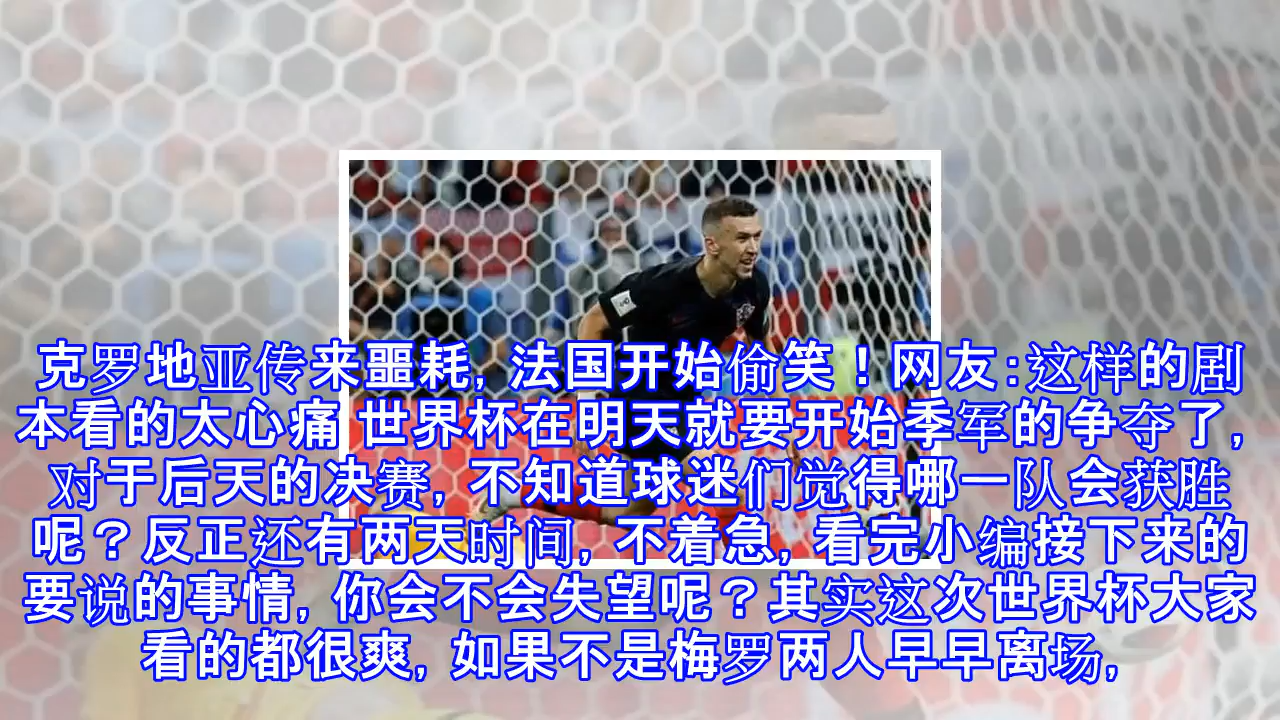 克罗地亚传来噩耗,法国开始偷笑!网友:这样的剧
本看的太心痛 世界杯在明天就要开始季军的争夺了,
对于后天的决赛,不知道球迷们觉得哪一队会获胜
呢?反正还有两天时间,不着急,看完小编接下来的
要说的事情,你会不会失望呢?其实这次世界杯大家
看的都很爽,如果不是梅罗两人早早离场,